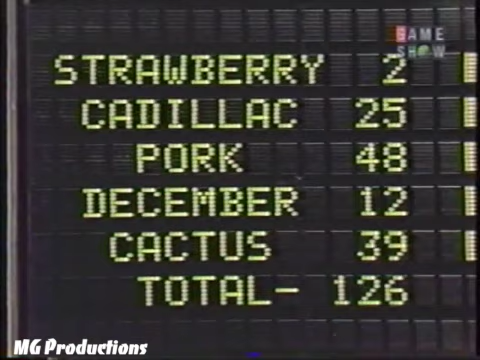 GAME
SHOW
STRAWBERRY 2
CADILLAC 25
PORK 48
DECEMBER 12
CACTUS 39
TOTAL- 126
MG Productions